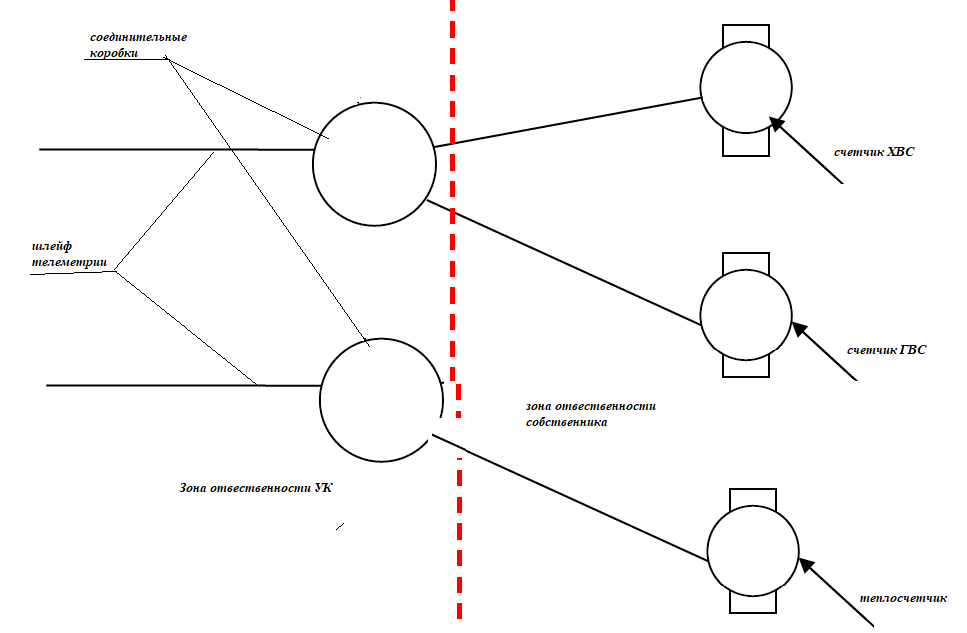 соединительные
коробки
счетчик ХВС
шлейф
телеметрии
счетчик ГВС
зона отвественности
собственника
Зона отвественности УК
теплосчетчик